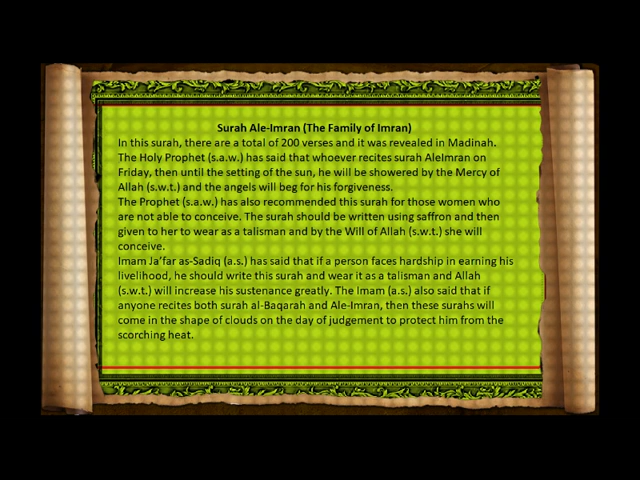 Surah Ale-Imran (The Family of Imran)
In this surah, there are a total of 200 verses and it was revealed in Madinah.
The Holy Prophet (s.a.w.) has said that whoever recites surah AleImran on
Friday, then until the setting of the sun, he will be showered by the Mercy of
Allah (s.w.t.) and the angels will beg for his forgiveness.
The Prophet (s.a.w.) has also recommended this surah for those women who
are not able to conceive. The surah should be written using saffron and then
given to her to wear as a talisman and by the Will of Allah (s.w.t.) she will
conceive.
Imam Ja’far as-Sadiq (a.s.) has said that if a person faces hardship in earning his
livelihood, he should write this surah and wear it as a talisman and Allah
(s.w.t.) will increase his sustenance greatly. The Imam (a.s.) also said that if
anyone recites both surah al-Baqarah and Ale-Imran, then these surahs will
come in the shape of clouds on the day of judgement to protect him from the
scorching heat.